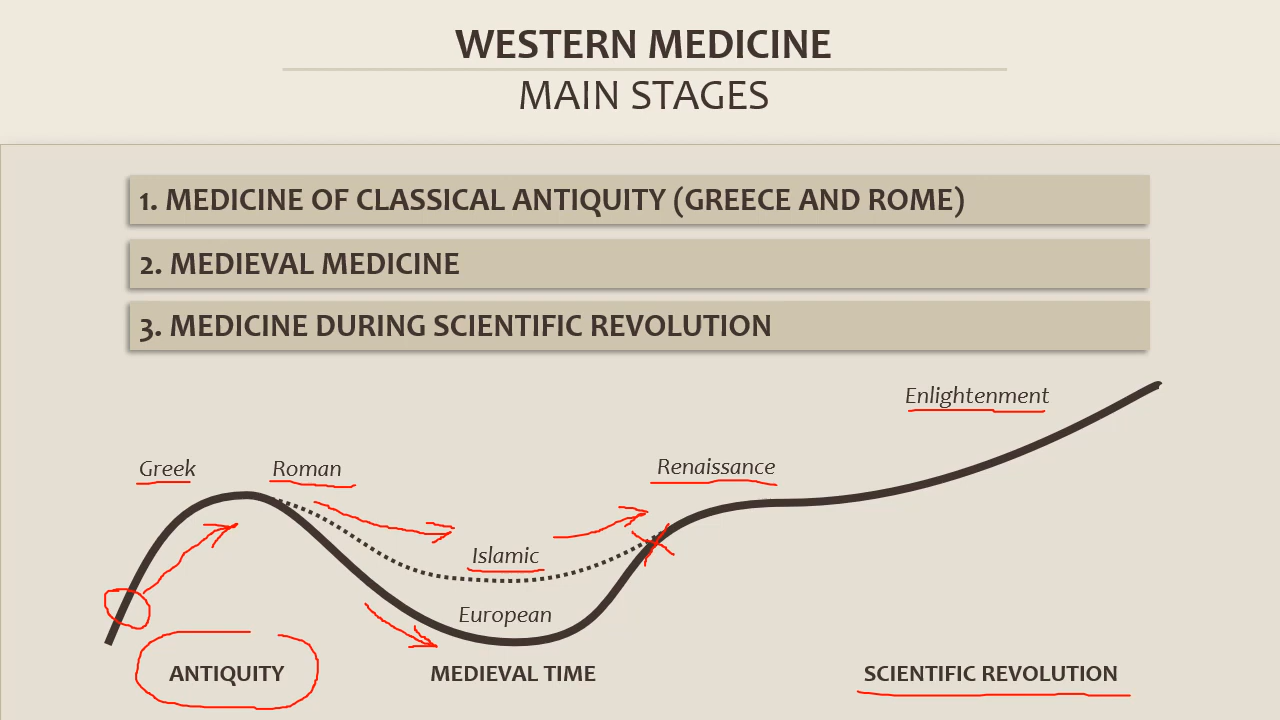 WESTERN MEDICINE
MAIN STAGES
1. MEDICINE OF CLASSICAL ANTIQUITY (GREECE AND ROME)
2. MEDIEVAL MEDICINE
3. MEDICINE DURING SCIENTIFIC REVOLUTION
Enlightenment
Greek
Roman
Renaissance
Islamic
European
ANTIQUITY
MEDIEVAL TIME
SCIENTIFIC REVOLUTION